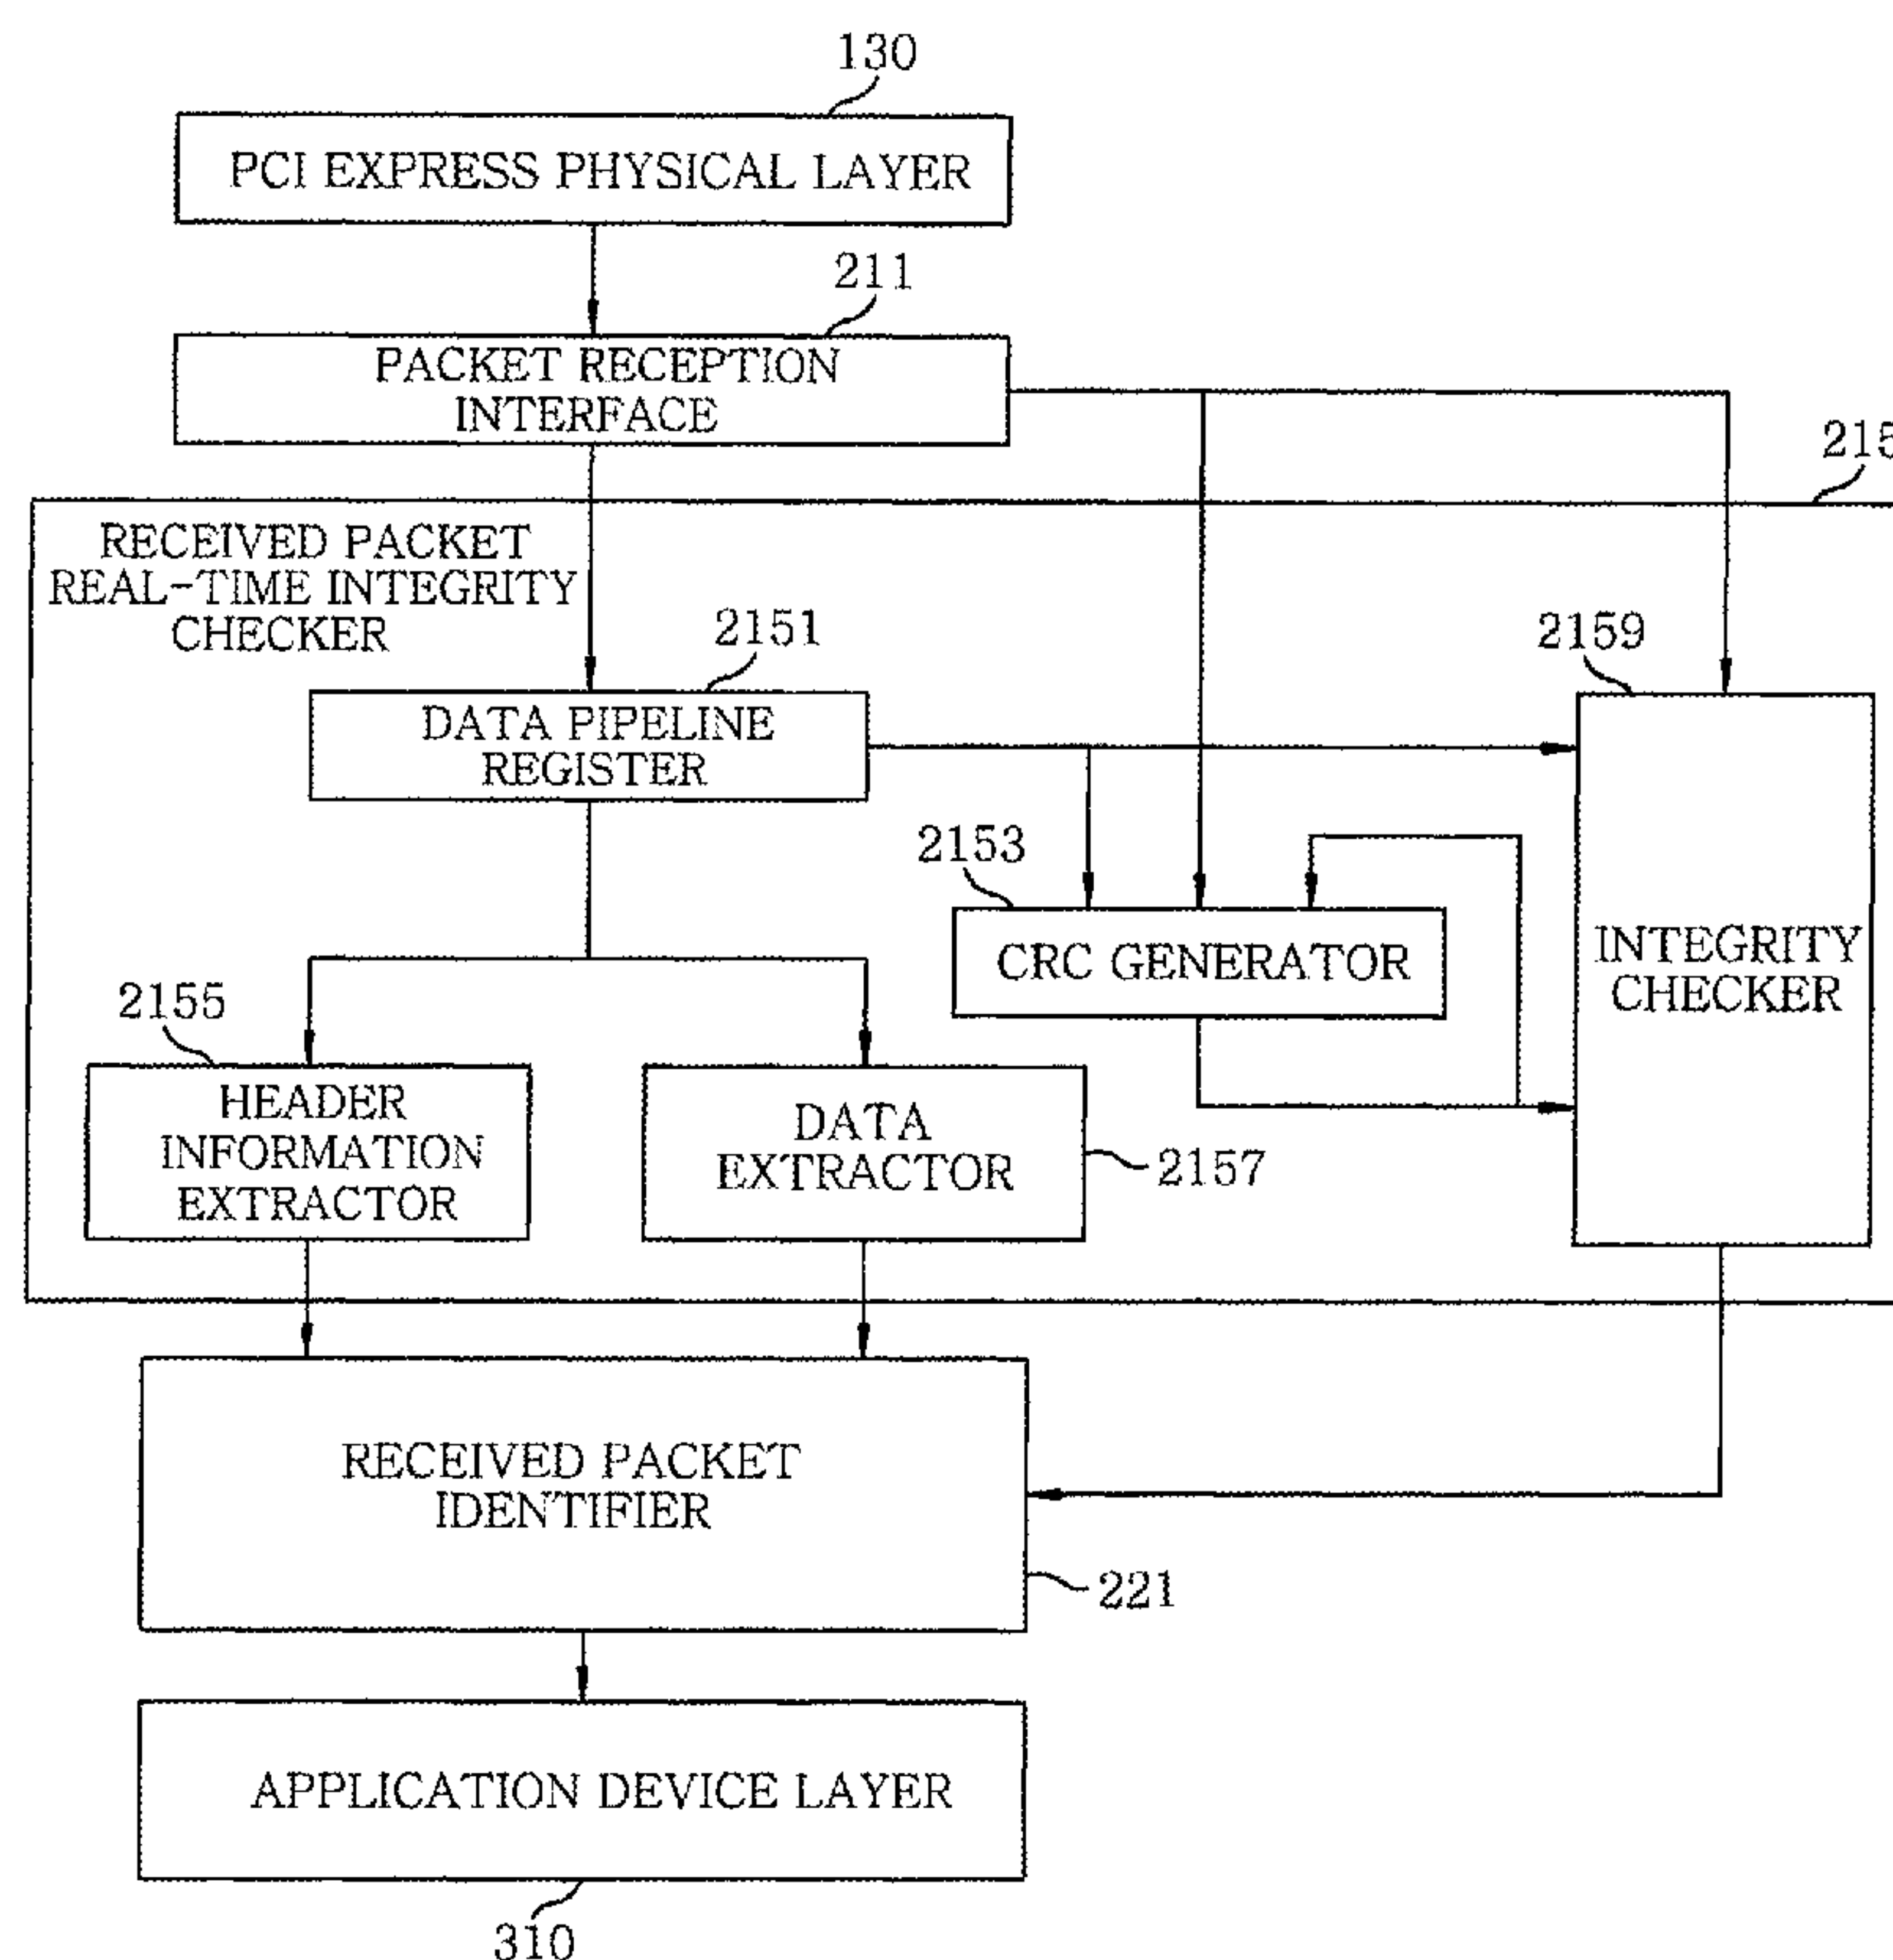 130
PCI EXPRESS PHYSICAL LAYER
211
PACKET RECEPTION
INTERFACE
215
RECEIVED PACKET
REAL-TIME INTEGRITY
CHECKER
2151
2159
DATA PIPELINE
REGISTER
2153
CRC GENERATOR
INTEGRITY
CHECKER
2155
HEADER
INFORMATION
EXTRACTOR
DATA
EXTRACTOR
2157
RECEIVED PACKET
IDENTIFIER
221
APPLICATION DEVICE LAYER
310